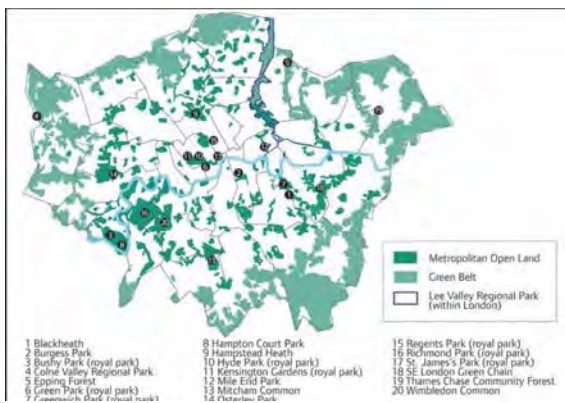 Metropolitan Open Land
Green Belt
Lee Valley Regional Park
(within London)
1 Blackheath
2 Burgess Park
3 Bushy Park (royal park)
4 Colne Valley Regional Park
5 Epping Forest
6 Green Park (royal park)
7 Greenwich Park (royal park)
8 Hampton Court Park
9 Hampstead Heath
10 Hyde Park (royal park)
11 Kensington Gardens (royal park)
12 Mile End Park
13 Mitcham Common
14 Osterley Park
15 Regents Park (royal park)
16 Richmond Park (royal park)
17 St. James's Park (royal park)
18 SE London Green Chain
19 Thames Chase Community Forest
20 Wimbledon Common